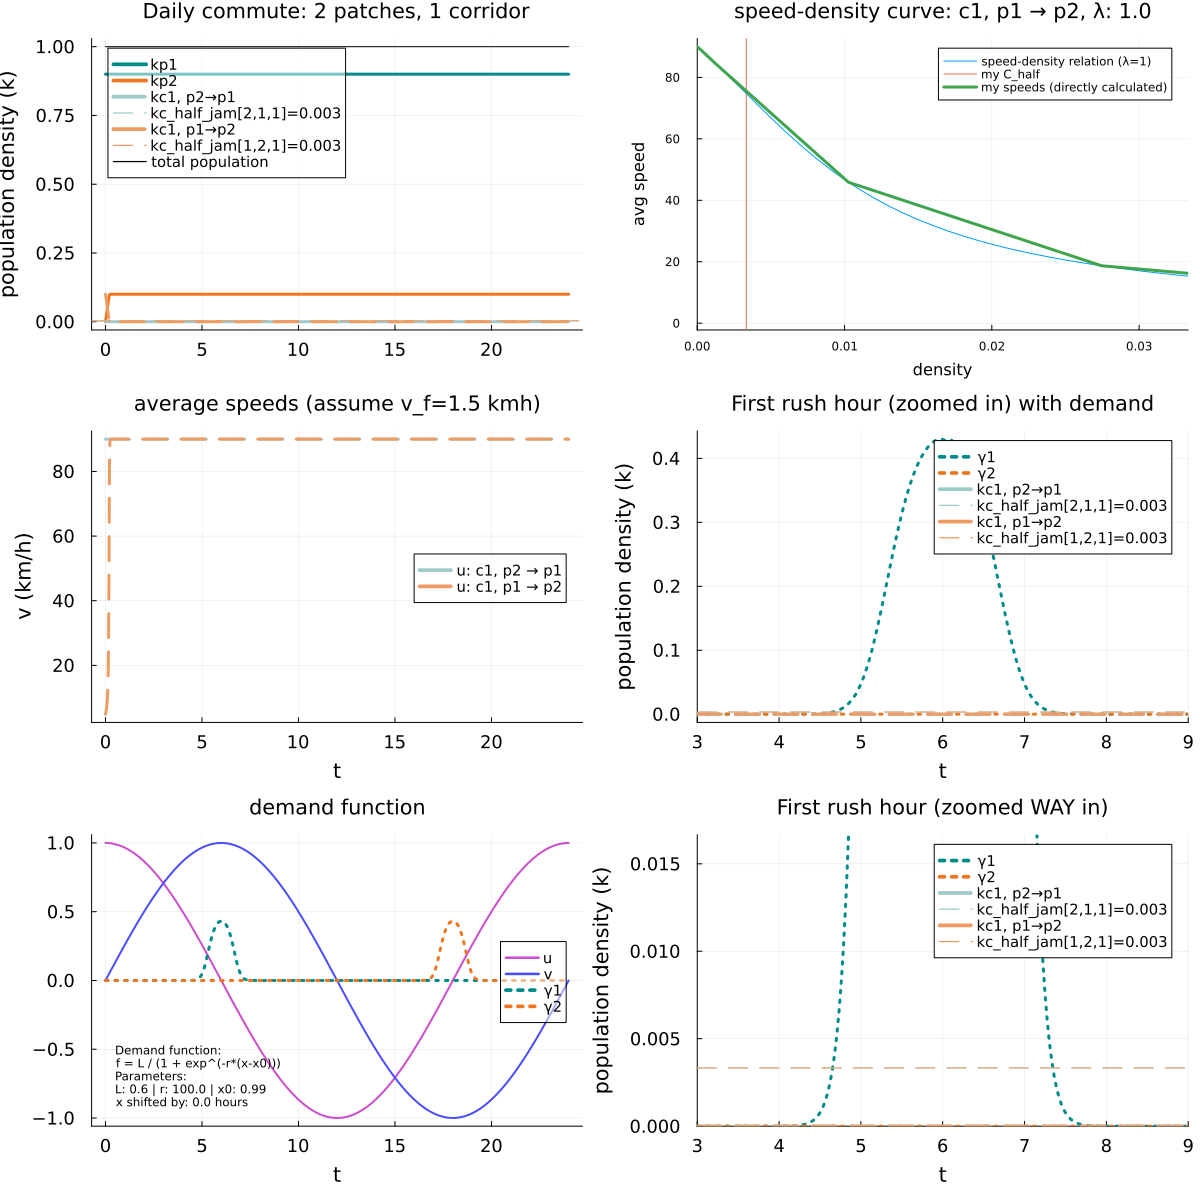 Daily commute: 2 patches, 1 corridor
population density (k)
1.00
0.75
0.50
0.25
0.00
kp1
kp2
kc1, p2→p1
kc_half_jam[2,1,1]=0.003
kc1, p1→p2
kc_half_jam[1,2,1]=0.003
total population
0 5 10 15 20
speed-density curve: c1, p1 → p2, λ: 1.0
avg speed
80
60
40
20
0
speed-density relation (λ=1)
my C_half
my speeds (directly calculated)
0.00 0.01 0.02 0.03
density
average speeds (assume v_f=1.5 kmh)
v (km/h)
80
60
40
20
u: c1, p2 → p1
u: c1, p1 → p2
0 5 10 15 20
t
First rush hour (zoomed in) with demand
population density (k)
0.4
0.3
0.2
0.1
0.0
γ1
γ2
kc1, p2→p1
kc_half_jam[2,1,1]=0.003
kc1, p1→p2
kc_half_jam[1,2,1]=0.003
3 4 5 6 7 8 9
t
demand function
1.0
0.5
0.0
−0.5
−1.0
u
v
γ1
γ2
Demand function:
f = L / (1 + exp^(-r*(x-x0)))
Parameters:
L: 0.6 | r: 100.0 | x0: 0.99
x shifted by: 0.0 hours
0 5 10 15 20
t
First rush hour (zoomed WAY in)
population density (k)
0.015
0.010
0.005
0.000
γ1
γ2
kc1, p2→p1
kc_half_jam[2,1,1]=0.003
kc1, p1→p2
kc_half_jam[1,2,1]=0.003
3 4 5 6 7 8 9
t